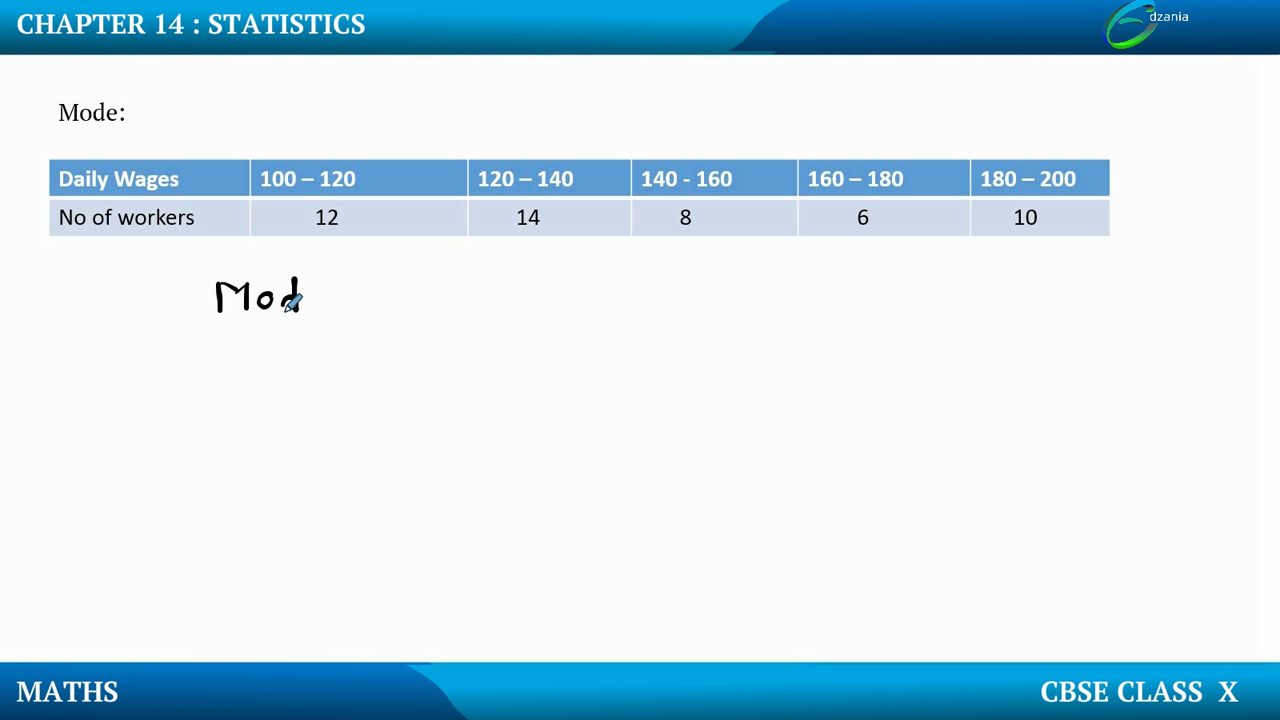 CHAPTER 14 : STATISTICS
dzania
Mode:
Daily Wages 100 – 120 120 – 140 140 - 160 160 – 180 180 – 200
No of workers 12 14 8 6 10
Mod
MATHS
CBSE CLASS X